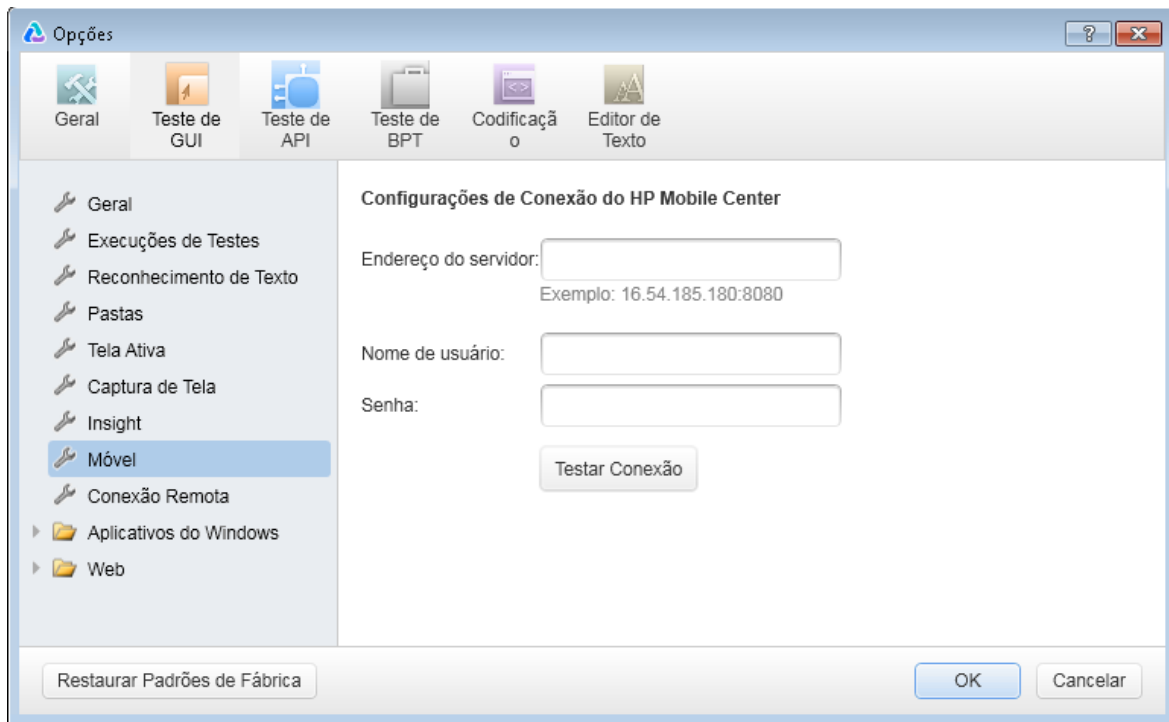 Opções
?
Geral
Teste de
GUI
Teste de
API
Teste de
BPT
Codificaçã
o
Editor de
Texto
Geral
Execuções de Testes
Reconhecimento de Texto
Pastas
Tela Ativa
Captura de Tela
Insight
Móvel
Conexão Remota
Aplicativos do Windows
Web
Configurações de Conexão do HP Mobile Center
Endereço do servidor:
Exemplo: 16.54.185.180:8080
Nome de usuário:
Senha:
Testar Conexão
Restaurar Padrões de Fábrica
OK
Cancelar